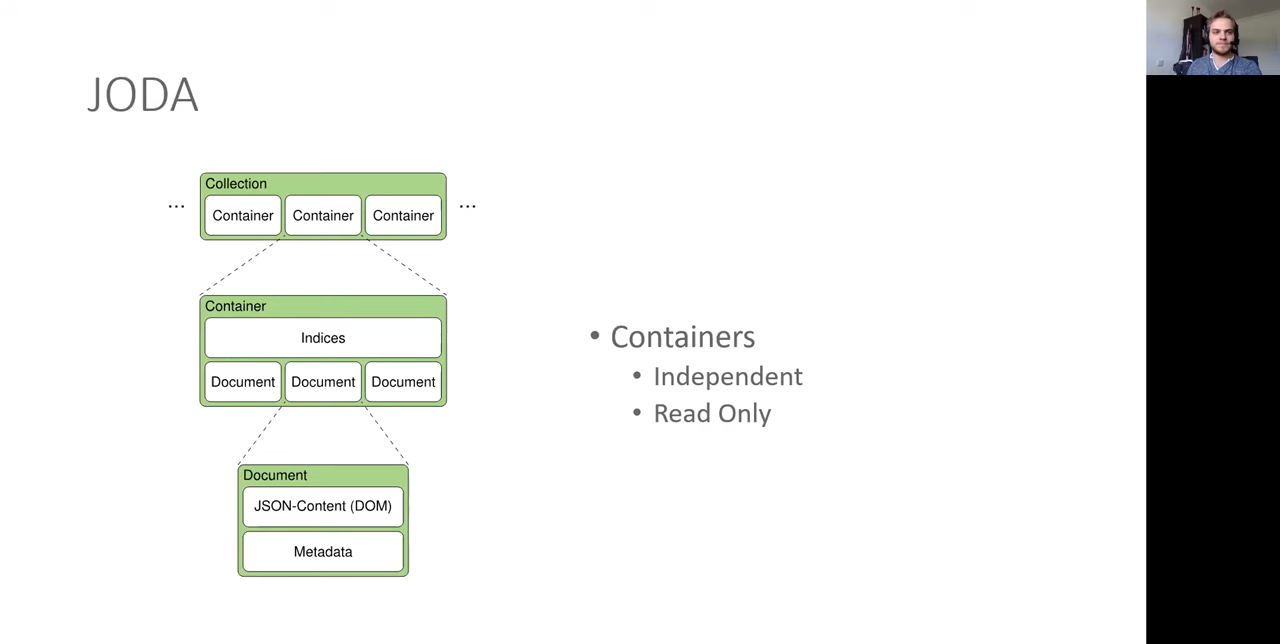 JODA
Collection
... Container Container Container ...
Container
Indices
Document Document Document
Document
JSON-Content (DOM)
Metadata
• Containers
• Independent
• Read Only